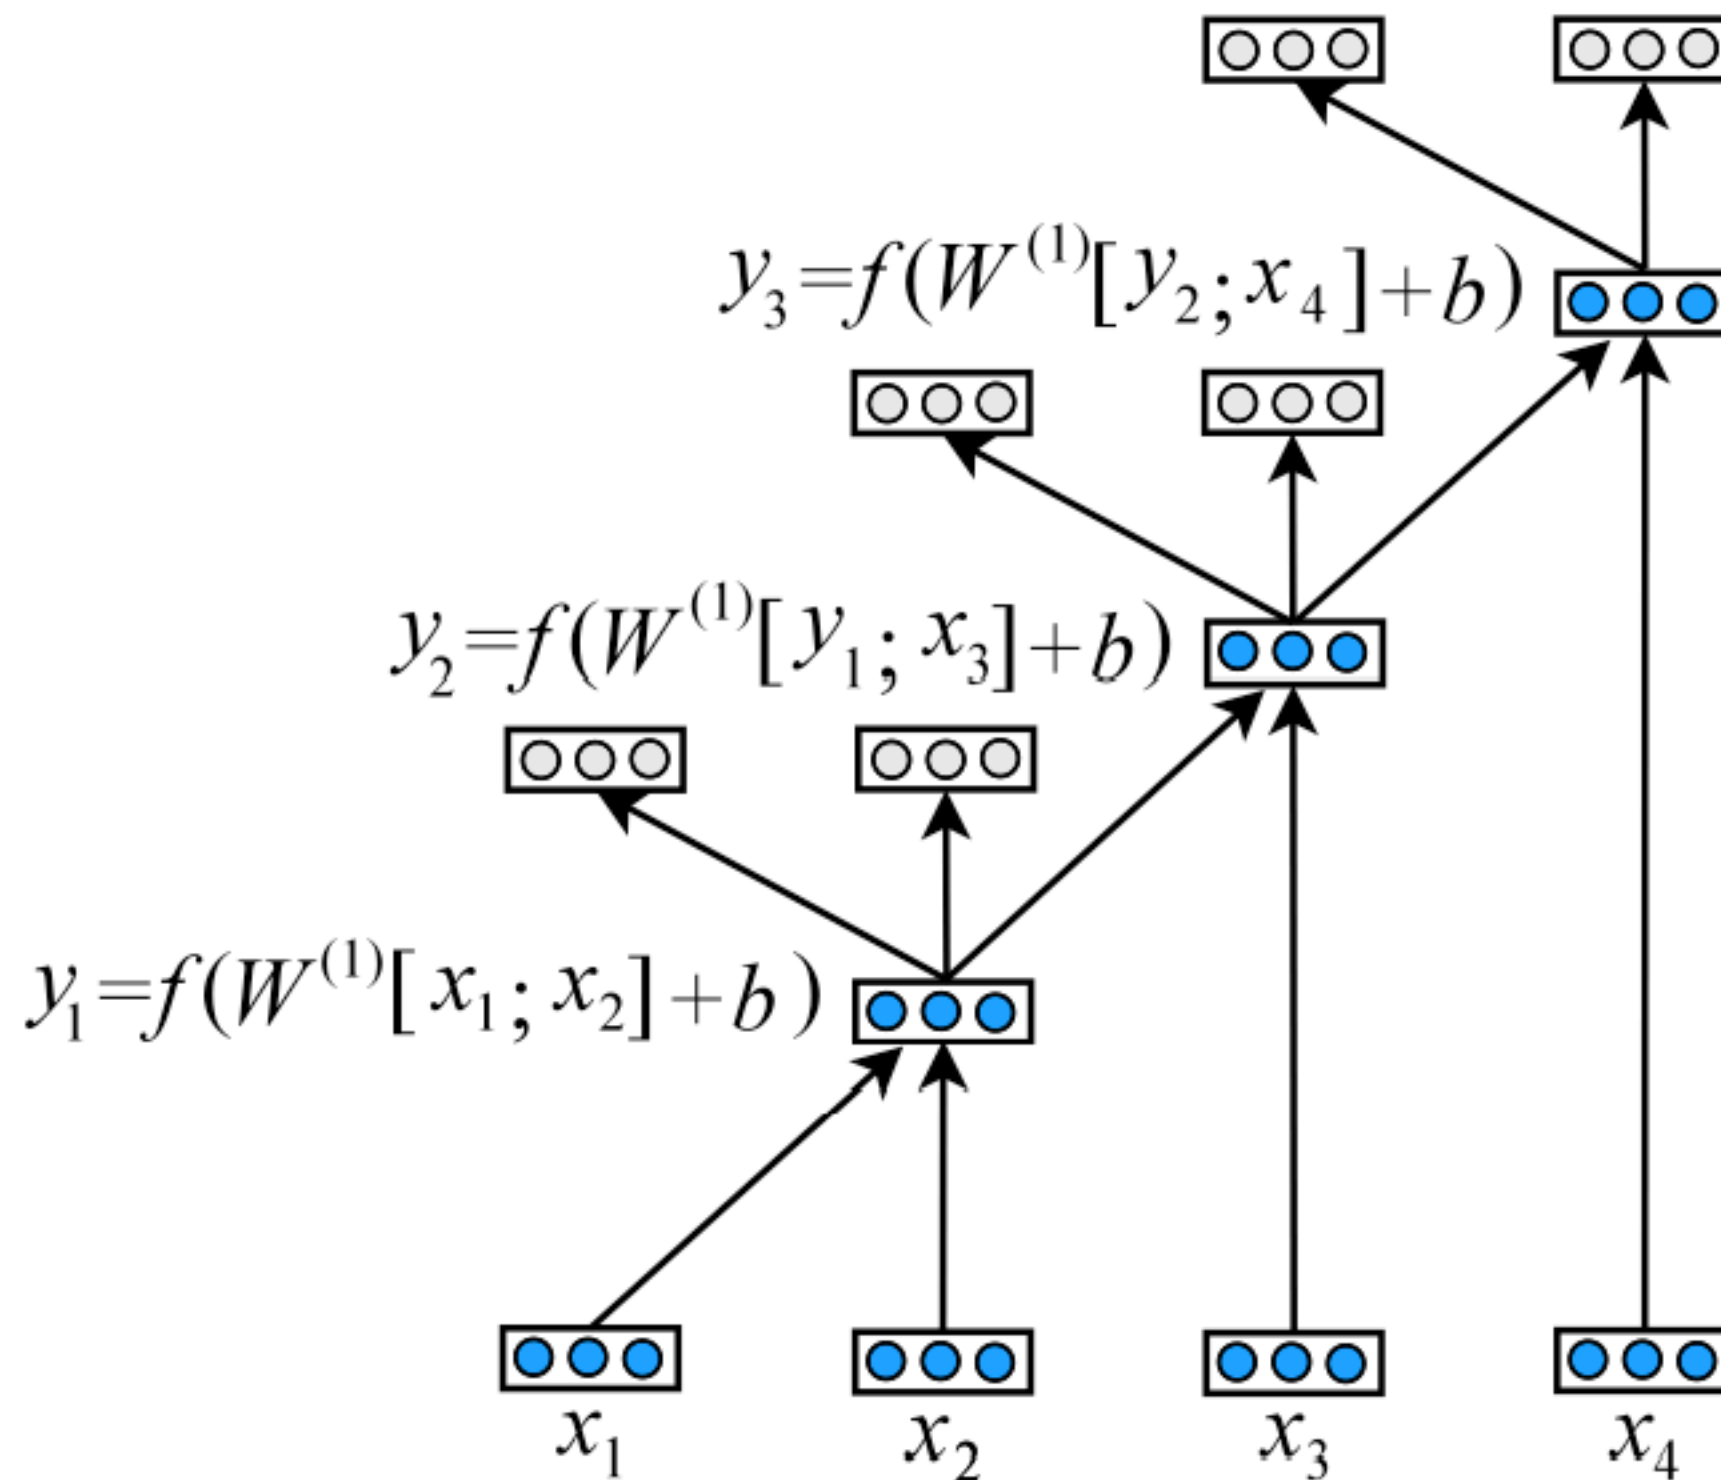 y₃=f(W⁽¹⁾[y₂;x₄]+b)
y₂=f(W⁽¹⁾[y₁;x₃]+b)
y₁=f(W⁽¹⁾[x₁;x₂]+b)
x₁ x₂ x₃ x₄